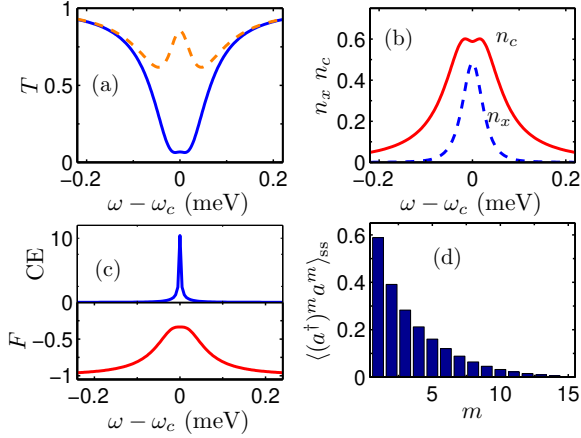 1
0.5
0
T
(a)
−0.2
0
0.2
ω − ω_c (meV)
0.6
0.4
0.2
0
n_x n_c
(b)
n_c
n_x
−0.2
0
0.2
ω − ω_c (meV)
10
0
CE
(c)
−0.5
−1
F
−0.2
0
0.2
ω − ω_c (meV)
0.6
0.4
0.2
0
⟨(a†)^m a^m⟩_ss
(d)
5
10
15
m